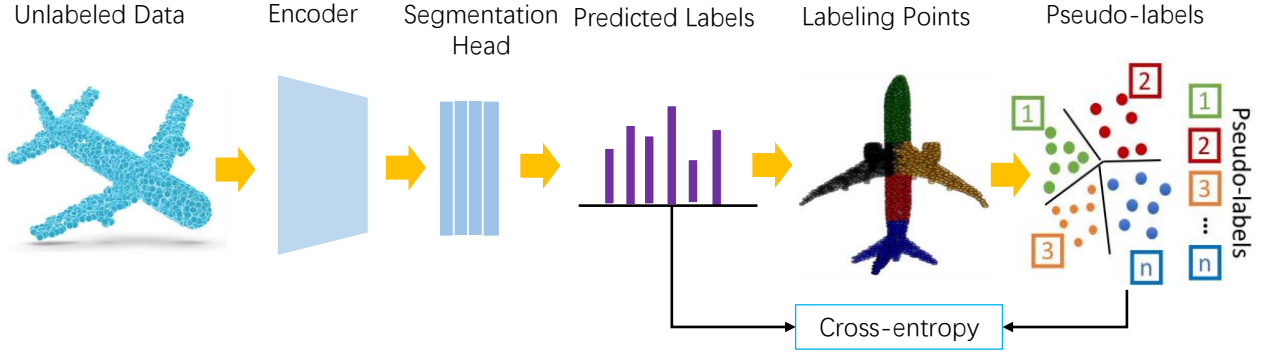 Unlabeled Data
Encoder
Segmentation
Head
Predicted Labels
Labeling Points
Pseudo-labels
1
2
3
n
1
2
3
...
n
Pseudo-labels
Cross-entropy